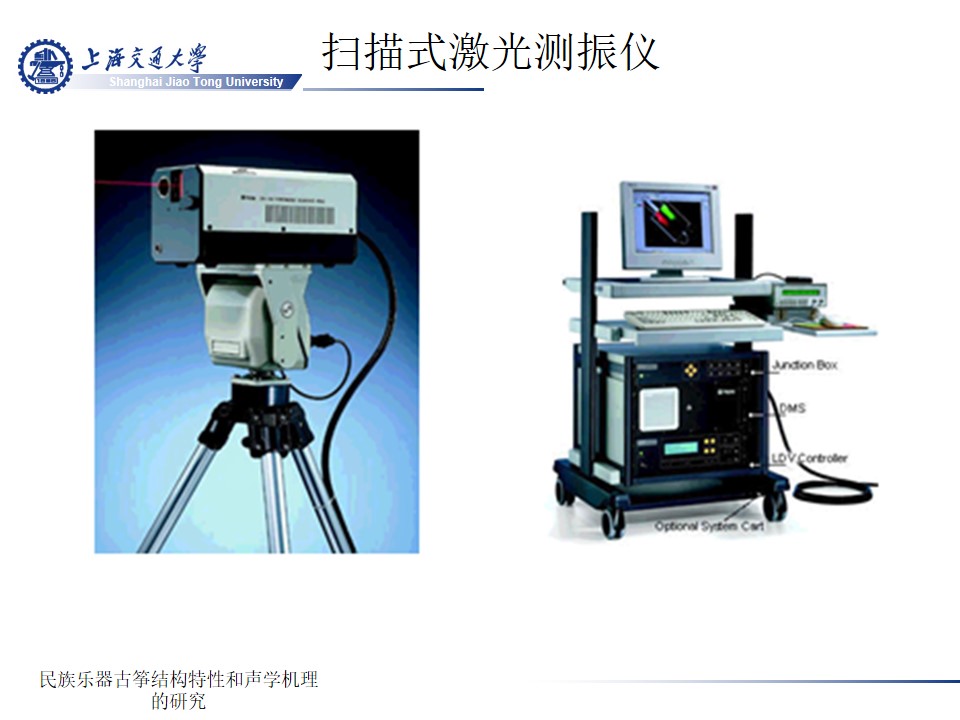 上海交通大学
Shanghai Jiao Tong University
扫描式激光测振仪
Junction Box
DMS
LDV Controller
Optional System Cart
民族乐器古筝结构特性和声学机理
的研究